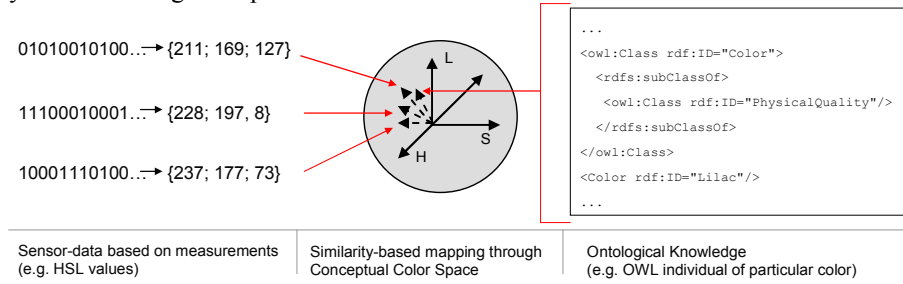 01010010100… {211; 169; 127}
11100010001… {228; 197, 8}
10001110100… {237; 177; 73}
L
S
H
...
<owl:Class rdf:ID="Color">
<rdfs:subClassOf>
<owl:Class rdf:ID="PhysicalQuality"/>
</rdfs:subClassOf>
</owl:Class>
<Color rdf:ID="Lilac"/>
...
Sensor-data based on measurements
(e.g. HSL values)
Similarity-based mapping through
Conceptual Color Space
Ontological Knowledge
(e.g. OWL individual of particular color)